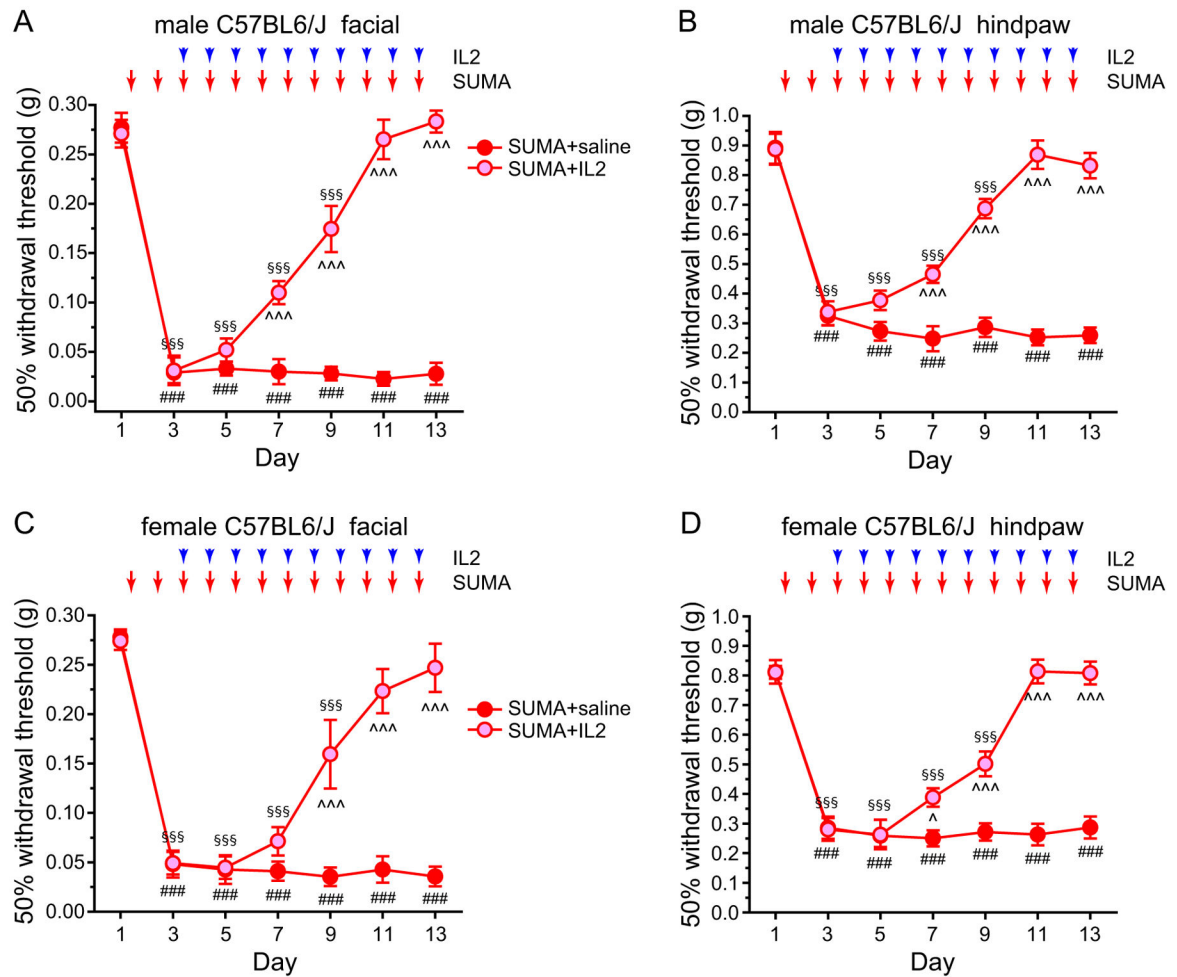 A
male C57BL6/J facial
IL2
SUMA
50% withdrawal threshold (g)
0.30
0.25
0.20
0.15
0.10
0.05
0.00
SUMA+saline
SUMA+IL2
§§§ §§§ §§§ §§§
^^^ ^^^ ^^^ ^^^
### ### ### ### ### ###
1 3 5 7 9 11 13
Day
B
male C57BL6/J hindpaw
IL2
SUMA
50% withdrawal threshold (g)
1.0
0.9
0.8
0.7
0.6
0.5
0.4
0.3
0.2
0.1
0.0
§§§ §§§ §§§ §§§
^^^ ^^^ ^^^ ^^^
### ### ### ### ### ###
1 3 5 7 9 11 13
Day
C
female C57BL6/J facial
IL2
SUMA
50% withdrawal threshold (g)
0.30
0.25
0.20
0.15
0.10
0.05
0.00
SUMA+saline
SUMA+IL2
§§§ §§§ §§§ §§§
^^^ ^^^ ^^^
### ### ### ### ### ###
1 3 5 7 9 11 13
Day
D
female C57BL6/J hindpaw
IL2
SUMA
50% withdrawal threshold (g)
1.0
0.9
0.8
0.7
0.6
0.5
0.4
0.3
0.2
0.1
0.0
§§§ §§§ §§§ §§§
^ ^^^ ^^^ ^^^
### ### ### ### ### ###
1 3 5 7 9 11 13
Day